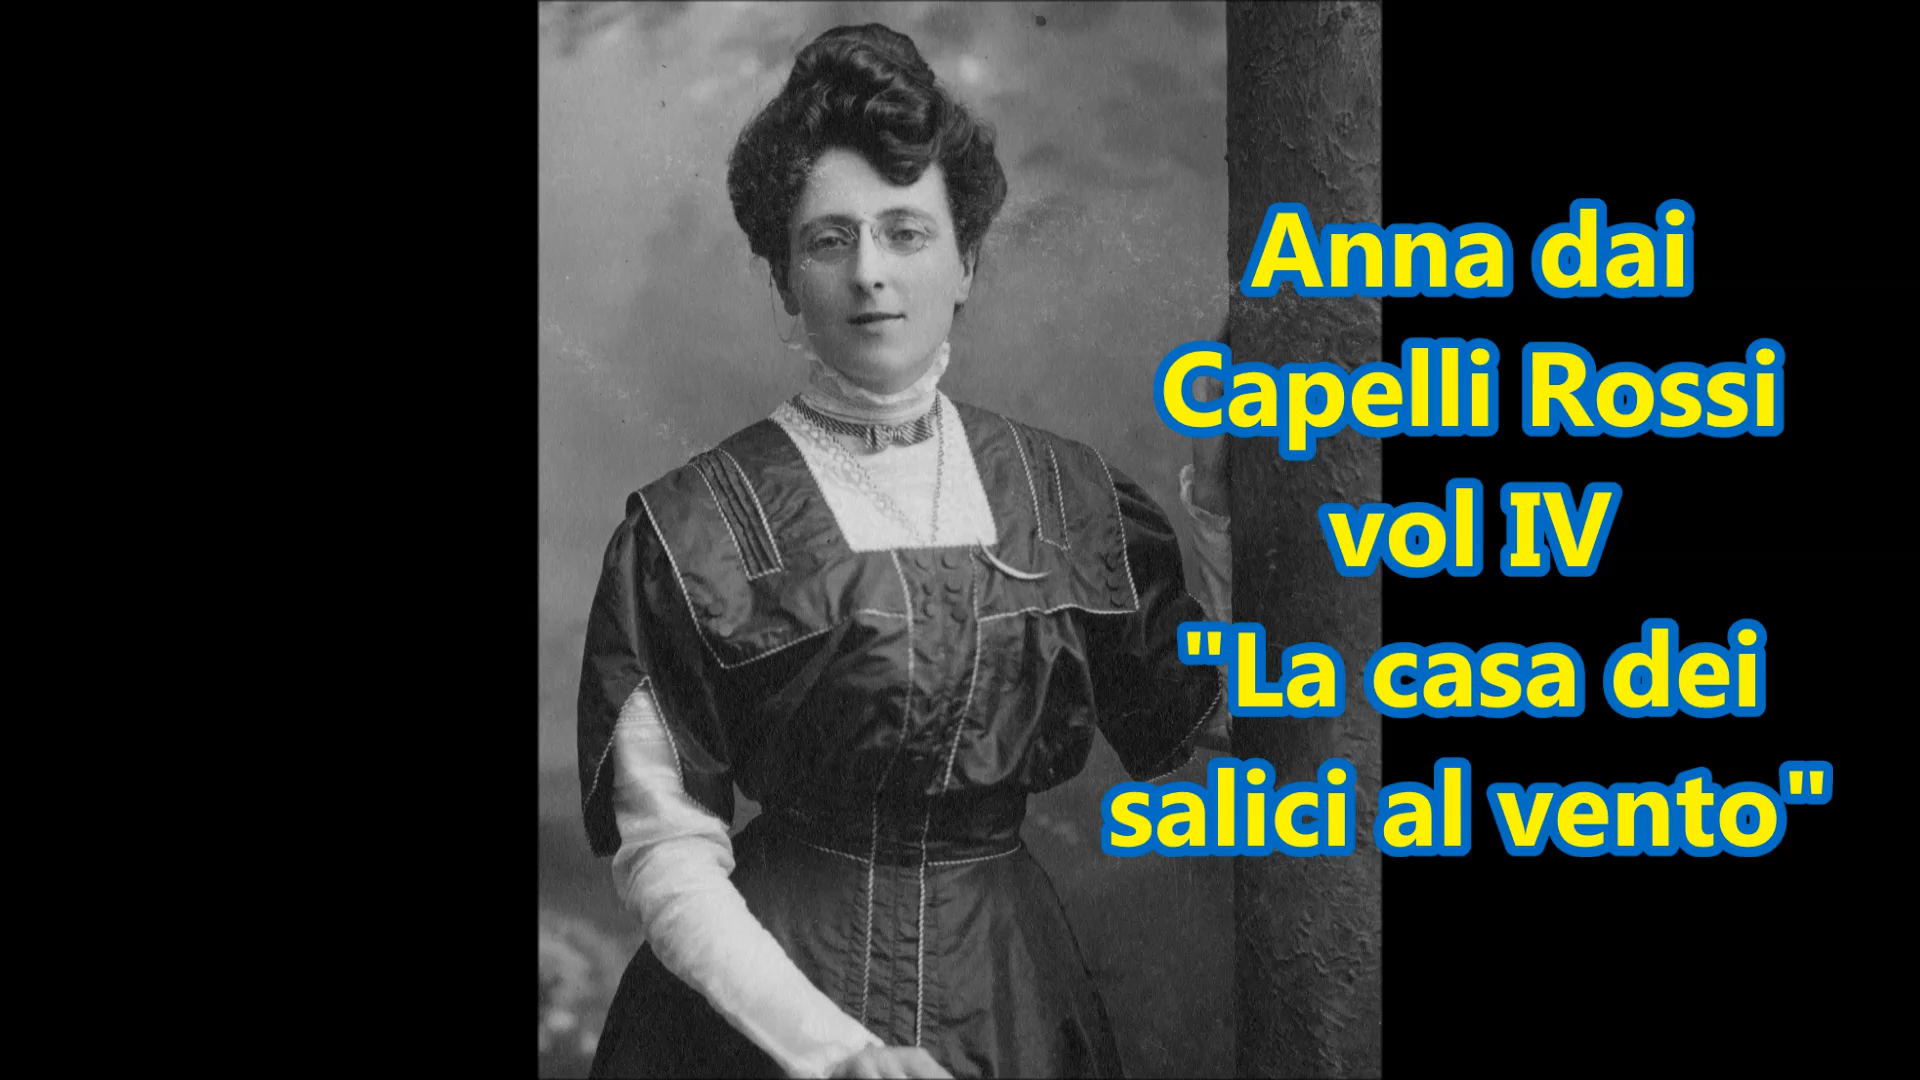 Anna dai
Capelli Rossi
vol IV
"La casa dei
salici al vento"